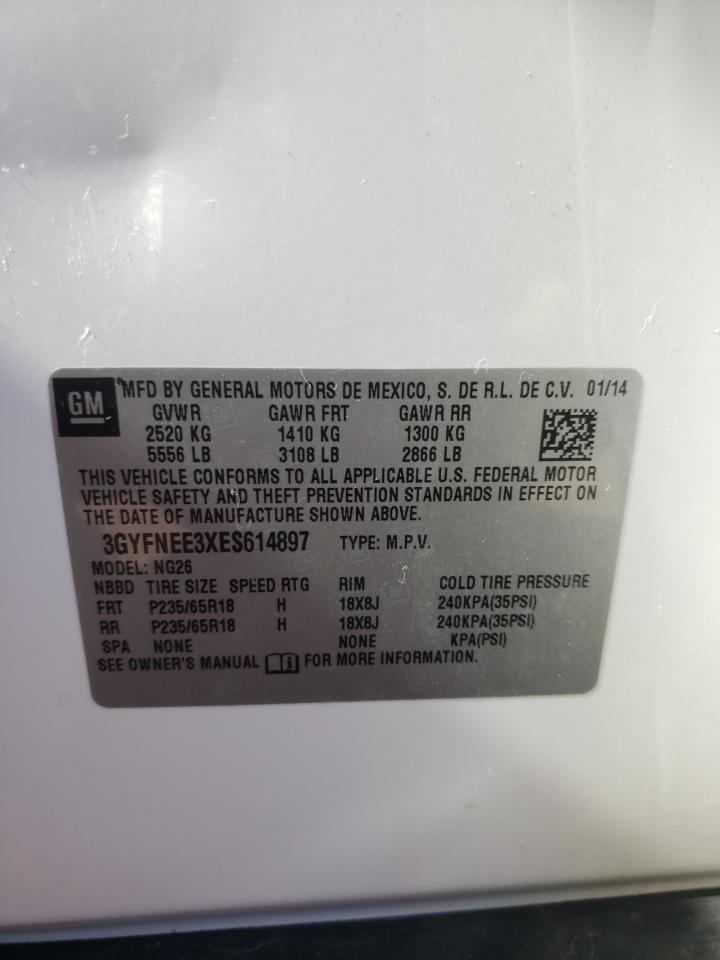 GM MFD BY GENERAL MOTORS DE MEXICO, S. DE R.L. DE C.V. 01/14
GVWR GAWR FRT GAWR RR
2520 KG 1410 KG 1300 KG
5556 LB 3108 LB 2866 LB
THIS VEHICLE CONFORMS TO ALL APPLICABLE U.S. FEDERAL MOTOR
VEHICLE SAFETY AND THEFT PREVENTION STANDARDS IN EFFECT ON
THE DATE OF MANUFACTURE SHOWN ABOVE.
3GYFNEE3XES614897 TYPE: M.P.V.
MODEL: NG26
NBBD TIRE SIZE SPEED RTG RIM COLD TIRE PRESSURE
FRT P235/65R18 H 18X8J 240KPA(35PSI)
RR P235/65R18 H 18X8J 240KPA(35PSI)
SPA NONE NONE KPA(PSI)
SEE OWNER'S MANUAL FOR MORE INFORMATION.